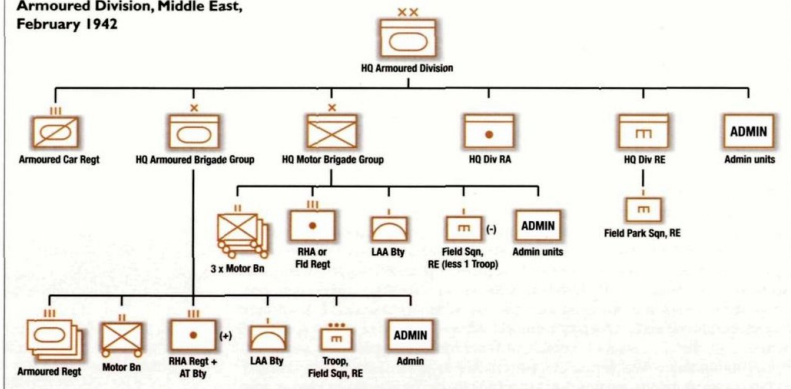 Armoured Division, Middle East,
February 1942
HQ Armoured Division
Armoured Car Regt
HQ Armoured Brigade Group
HQ Motor Brigade Group
HQ Div RA
HQ Div RE
ADMIN
Admin units
3 x Motor Bn
RHA or
Fld Regt
LAA Bty
Field Sqn,
RE (less 1 Troop)
(-)
ADMIN
Admin units
Field Park Sqn, RE
Armoured Regt
Motor Bn
(+)
RHA Regt +
AT Bty
LAA Bty
Troop,
Field Sqn, RE
ADMIN
Admin